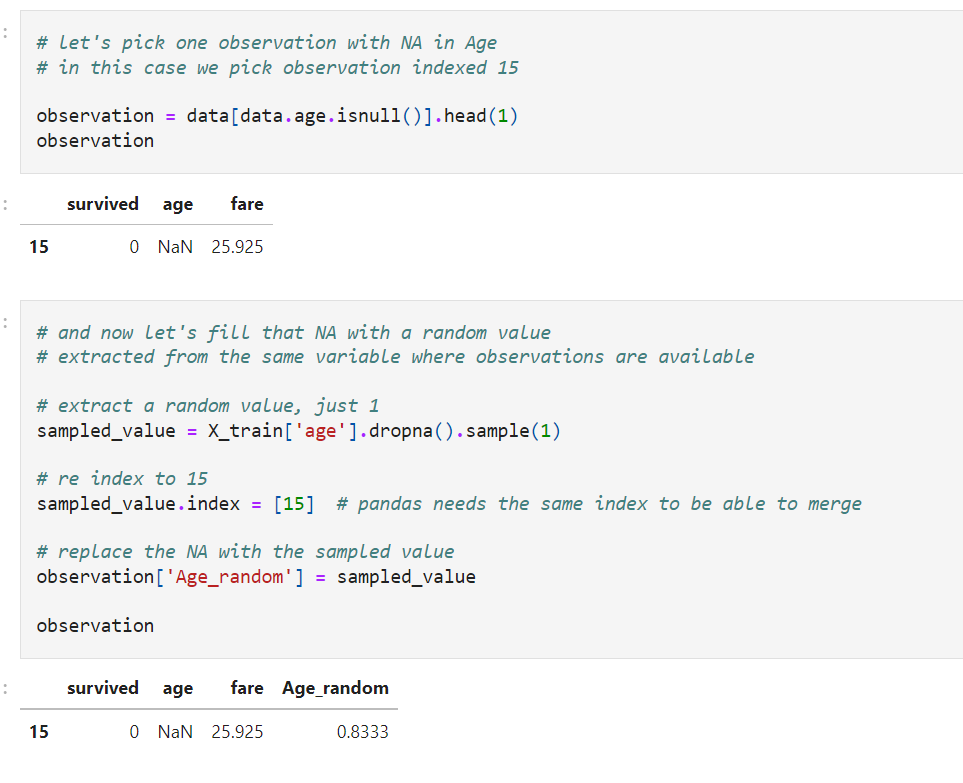 :
# let's pick one observation with NA in Age
# in this case we pick observation indexed 15
observation = data[data.age.isnull()].head(1)
observation
:
survived age fare
15 0 NaN 25.925
:
# and now let's fill that NA with a random value
# extracted from the same variable where observations are available
# extract a random value, just 1
sampled_value = X_train['age'].dropna().sample(1)
# re index to 15
sampled_value.index = [15]  # pandas needs the same index to be able to merge
# replace the NA with the sampled value
observation['Age_random'] = sampled_value
observation
:
survived age fare Age_random
15 0 NaN 25.925 0.8333